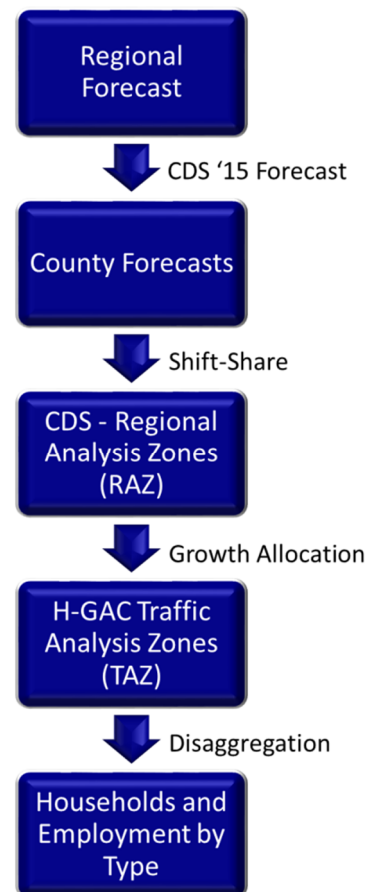 Regional
Forecast
CDS ‘15 Forecast
County Forecasts
Shift-Share
CDS - Regional
Analysis Zones
(RAZ)
Growth Allocation
H-GAC Traffic
Analysis Zones
(TAZ)
Disaggregation
Households and
Employment by
Type